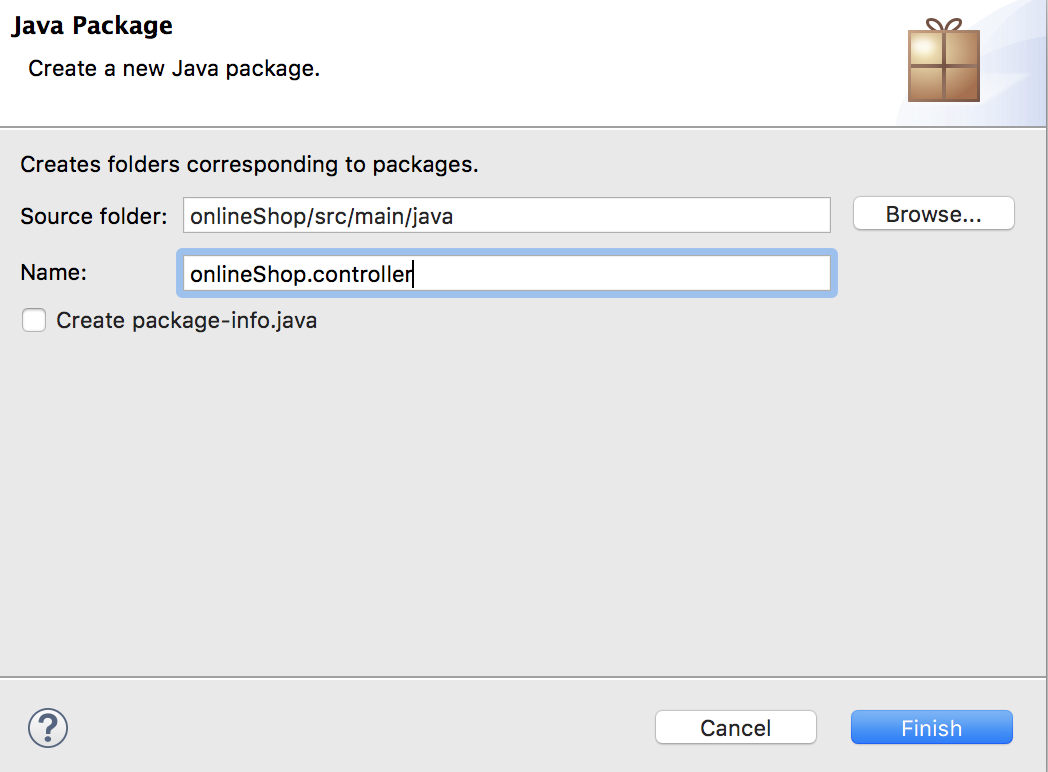 Java Package
Create a new Java package.
Creates folders corresponding to packages.
Source folder: onlineShop/src/main/java Browse...
Name: onlineShop.controller
Create package-info.java
? Cancel Finish